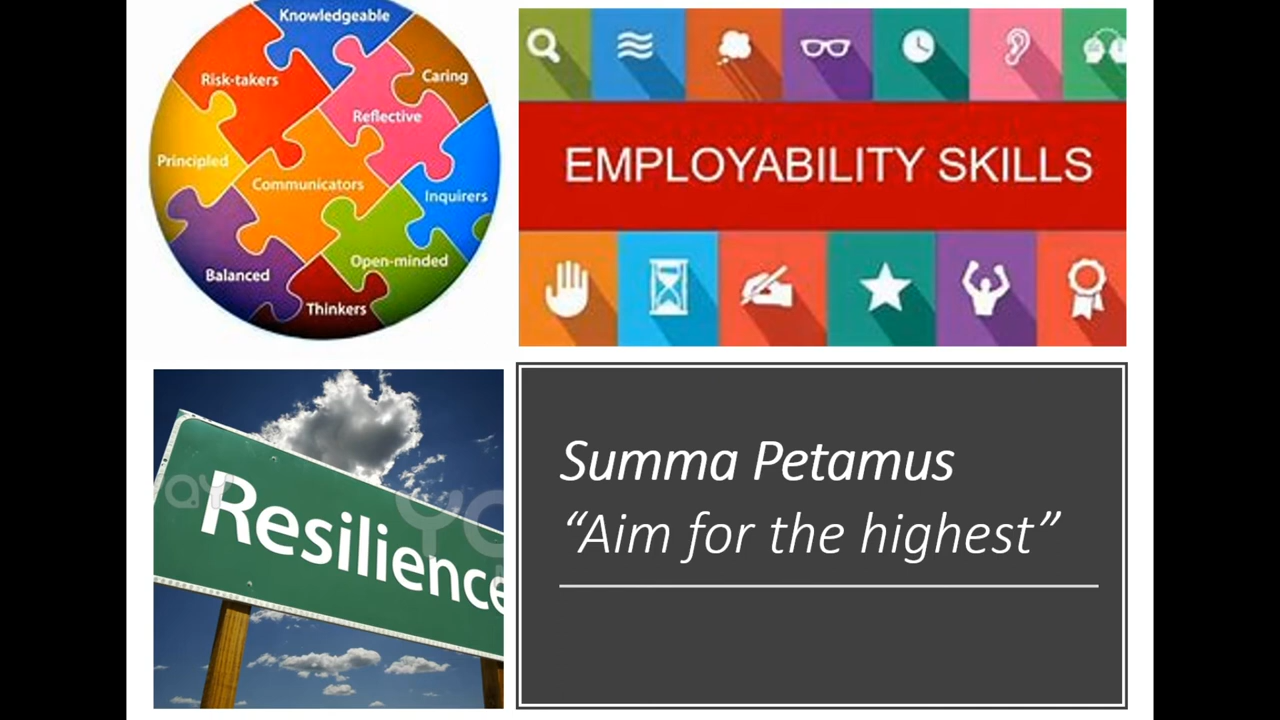 Knowledgeable
Risk-takers
Caring
Reflective
Principled
Communicators
Inquirers
Open-minded
Balanced
Thinkers
EMPLOYABILITY SKILLS
Resilience
Summa Petamus
“Aim for the highest”